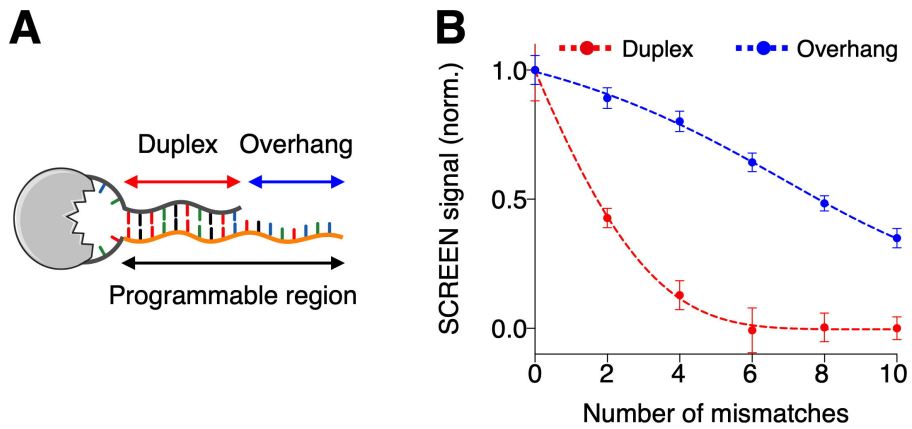 A
Duplex Overhang
Programmable region
B
Duplex Overhang
SCREEN signal (norm.)
1.0
0.5
0.0
0 2 4 6 8 10
Number of mismatches